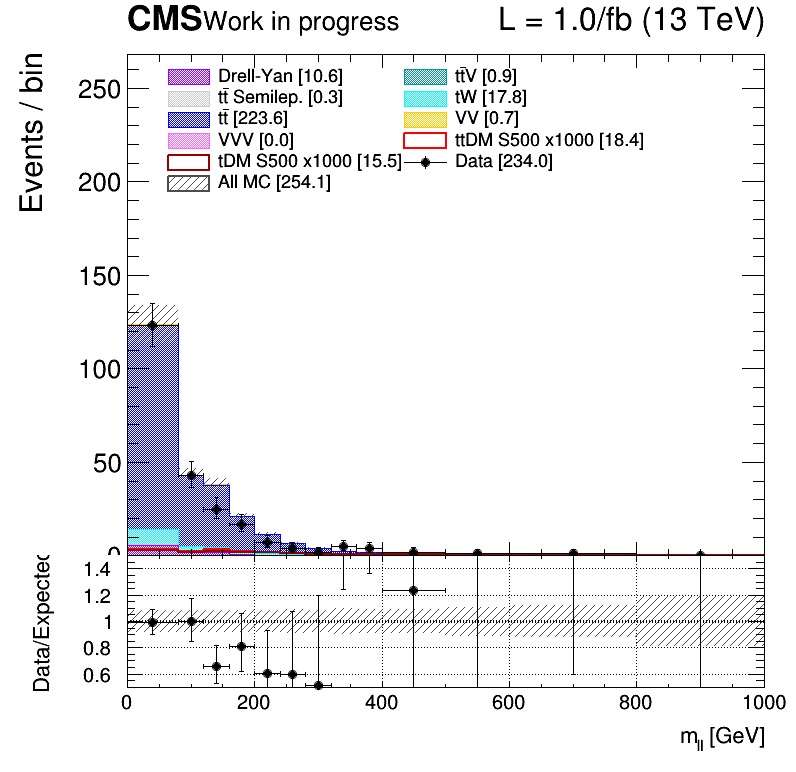 CMS Work in progress L = 1.0/fb (13 TeV)
Events / bin
250
200
150
100
50
0
Drell-Yan [10.6] tt̄V [0.9]
tt̄ Semilep. [0.3] tW [17.8]
tt̄ [223.6] VV [0.7]
VVV [0.0] ttDM S500 x1000 [18.4]
tDM S500 x1000 [15.5] Data [234.0]
All MC [254.1]
Data/Expected
1.4
1.2
1
0.8
0.6
0 200 400 600 800 1000
m_ll [GeV]